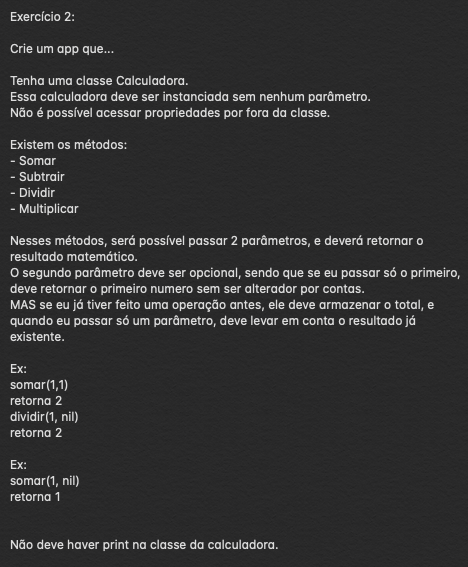 Exercício 2:
Crie um app que...
Tenha uma classe Calculadora.
Essa calculadora deve ser instanciada sem nenhum parâmetro.
Não é possível acessar propriedades por fora da classe.
Existem os métodos:
- Somar
- Subtrair
- Dividir
- Multiplicar
Nesses métodos, será possível passar 2 parâmetros, e deverá retornar o
resultado matemático.
O segundo parâmetro deve ser opcional, sendo que se eu passar só o primeiro,
deve retornar o primeiro numero sem ser alterador por contas.
MAS se eu já tiver feito uma operação antes, ele deve armazenar o total, e
quando eu passar só um parâmetro, deve levar em conta o resultado já
existente.
Ex:
somar(1,1)
retorna 2
dividir(1, nil)
retorna 2
Ex:
somar(1, nil)
retorna 1
Não deve haver print na classe da calculadora.